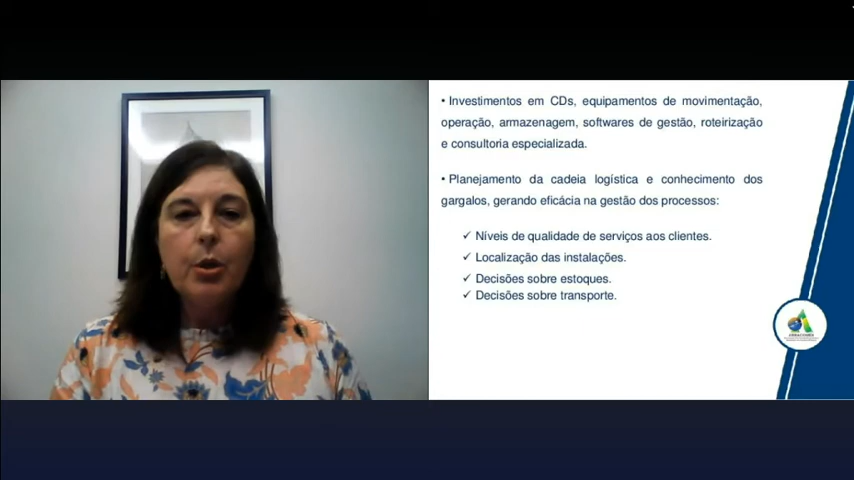 • Investimentos em CDs, equipamentos de movimentação,
operação, armazenagem, softwares de gestão, roteirização
e consultoria especializada.
• Planejamento da cadeia logística e conhecimento dos
gargalos, gerando eficácia na gestão dos processos:
✓ Níveis de qualidade de serviços aos clientes.
✓ Localização das instalações.
✓ Decisões sobre estoques.
✓ Decisões sobre transporte.